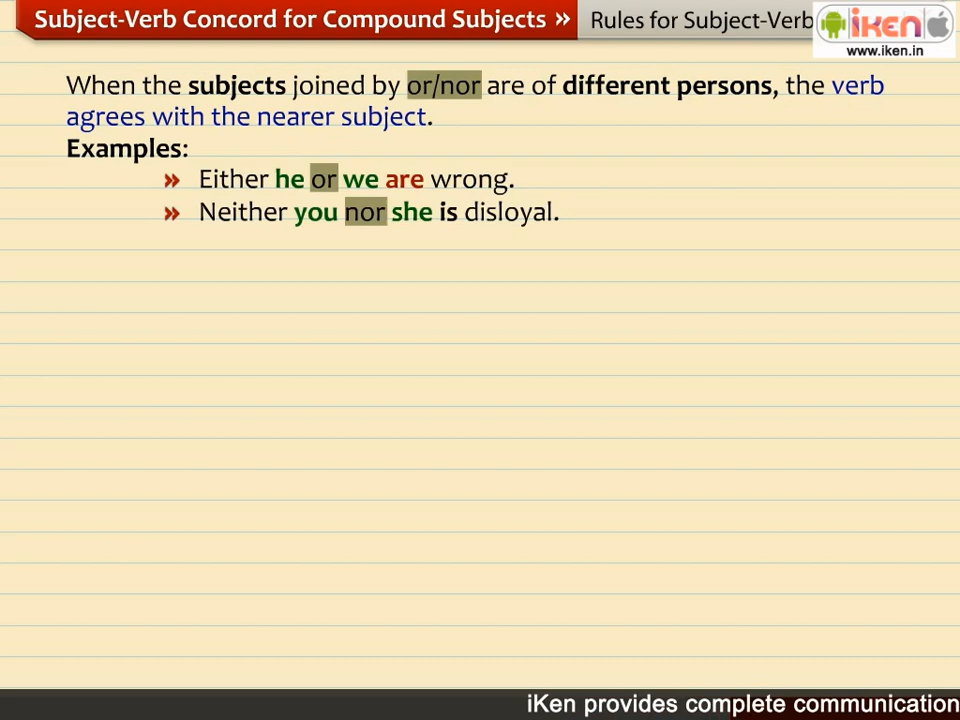 Subject-Verb Concord for Compound Subjects » Rules for Subject-Verb
iken
www.iken.in
When the subjects joined by or/nor are of different persons, the verb
agrees with the nearer subject.
Examples:
» Either he or we are wrong.
» Neither you nor she is disloyal.
iKen provides complete communication